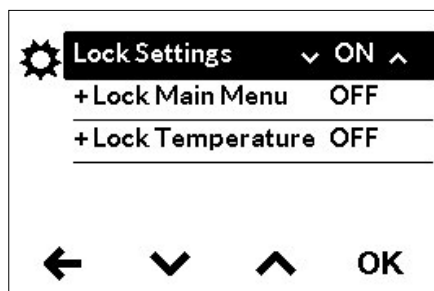 Lock Settings ON
+ Lock Main Menu OFF
+ Lock Temperature OFF
OK